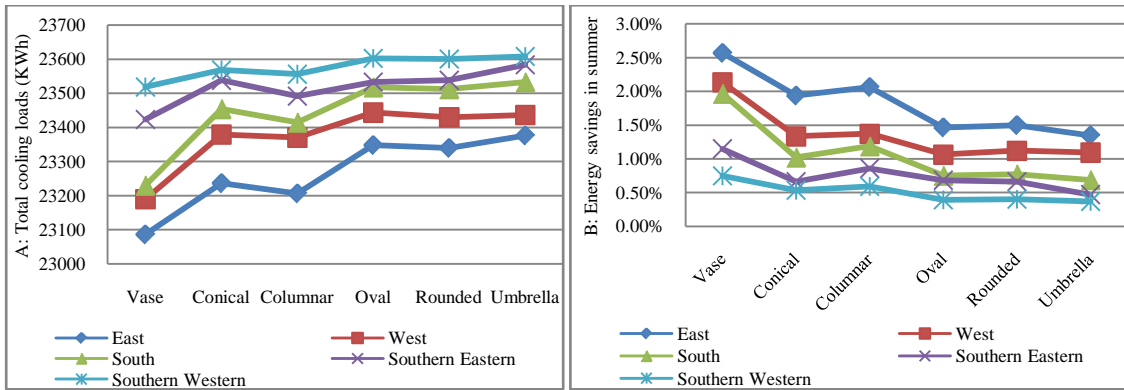 A: Total cooling loads (KWh)
23700
23600
23500
23400
23300
23200
23100
23000
Vase Conical Columnar Oval Rounded Umbrella
East West
South Southern Eastern
Southern Western
B: Energy savings in summer
3.00%
2.50%
2.00%
1.50%
1.00%
0.50%
0.00%
Vase Conical Columnar Oval Rounded Umbrella
East West
South Southern Eastern
Southern Western